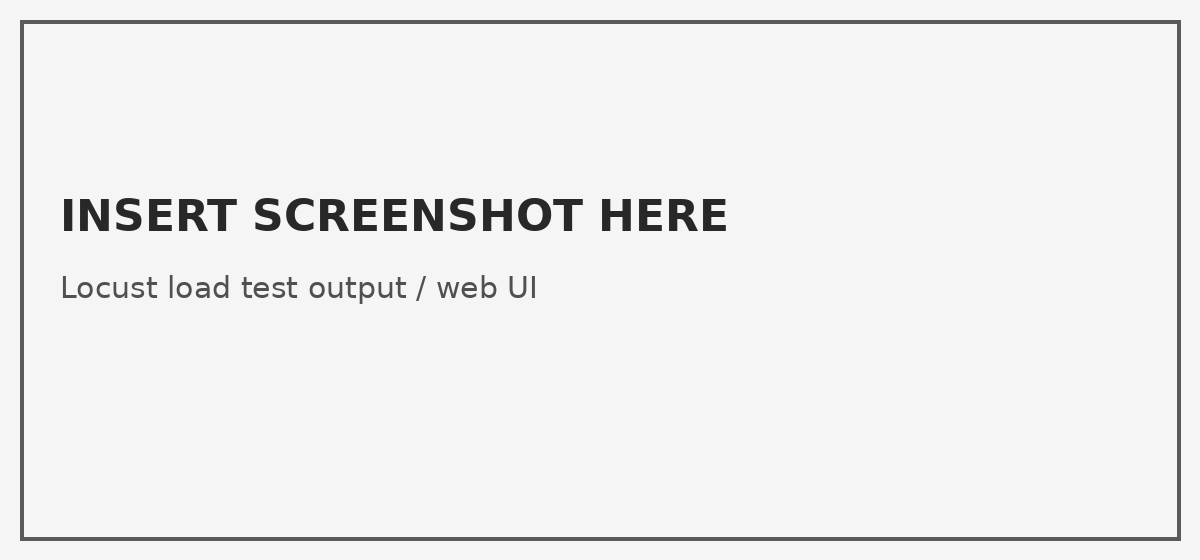 INSERT SCREENSHOT HERE
Locust load test output / web UI